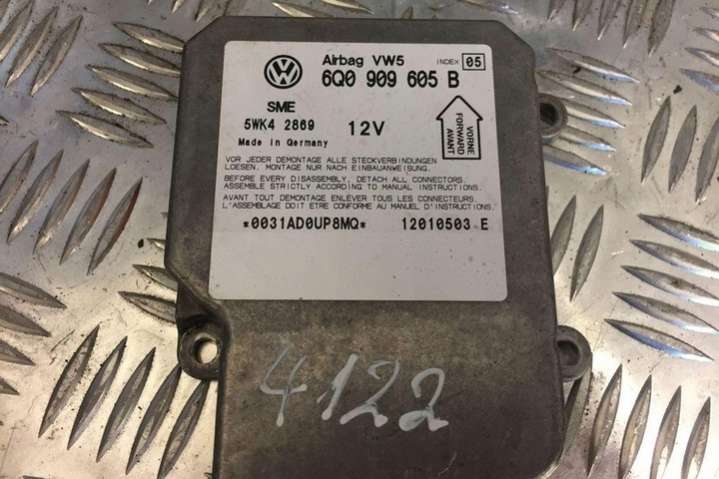 Airbag VW5 INDEX 05
6Q0 909 605 B
SME
5WK4 2869 12V
Made in Germany
VORNE
FORWARD
AVANT
VOR JEDER DEMONTAGE ALLE STECKVERBINDUNGEN
LOESEN. MONTAGE NUR NACH EINBAUANWEISUNG.
BEFORE EVERY DISASSEMBLY, DETACH ALL CONNECTORS.
ASSEMBLE STRICTLY ACCORDING TO MANUAL INSTRUCTIONS.
AVANT TOUT DEMONTAGE ENLÉVER TOUS LES CONNECTEURS.
L'ASSEMBLAGE DOIT ETRE CONFORME AU MANUEL D'INSTRUCTIONS.
*0031AD0UP8MQ* 12010503 E
4122